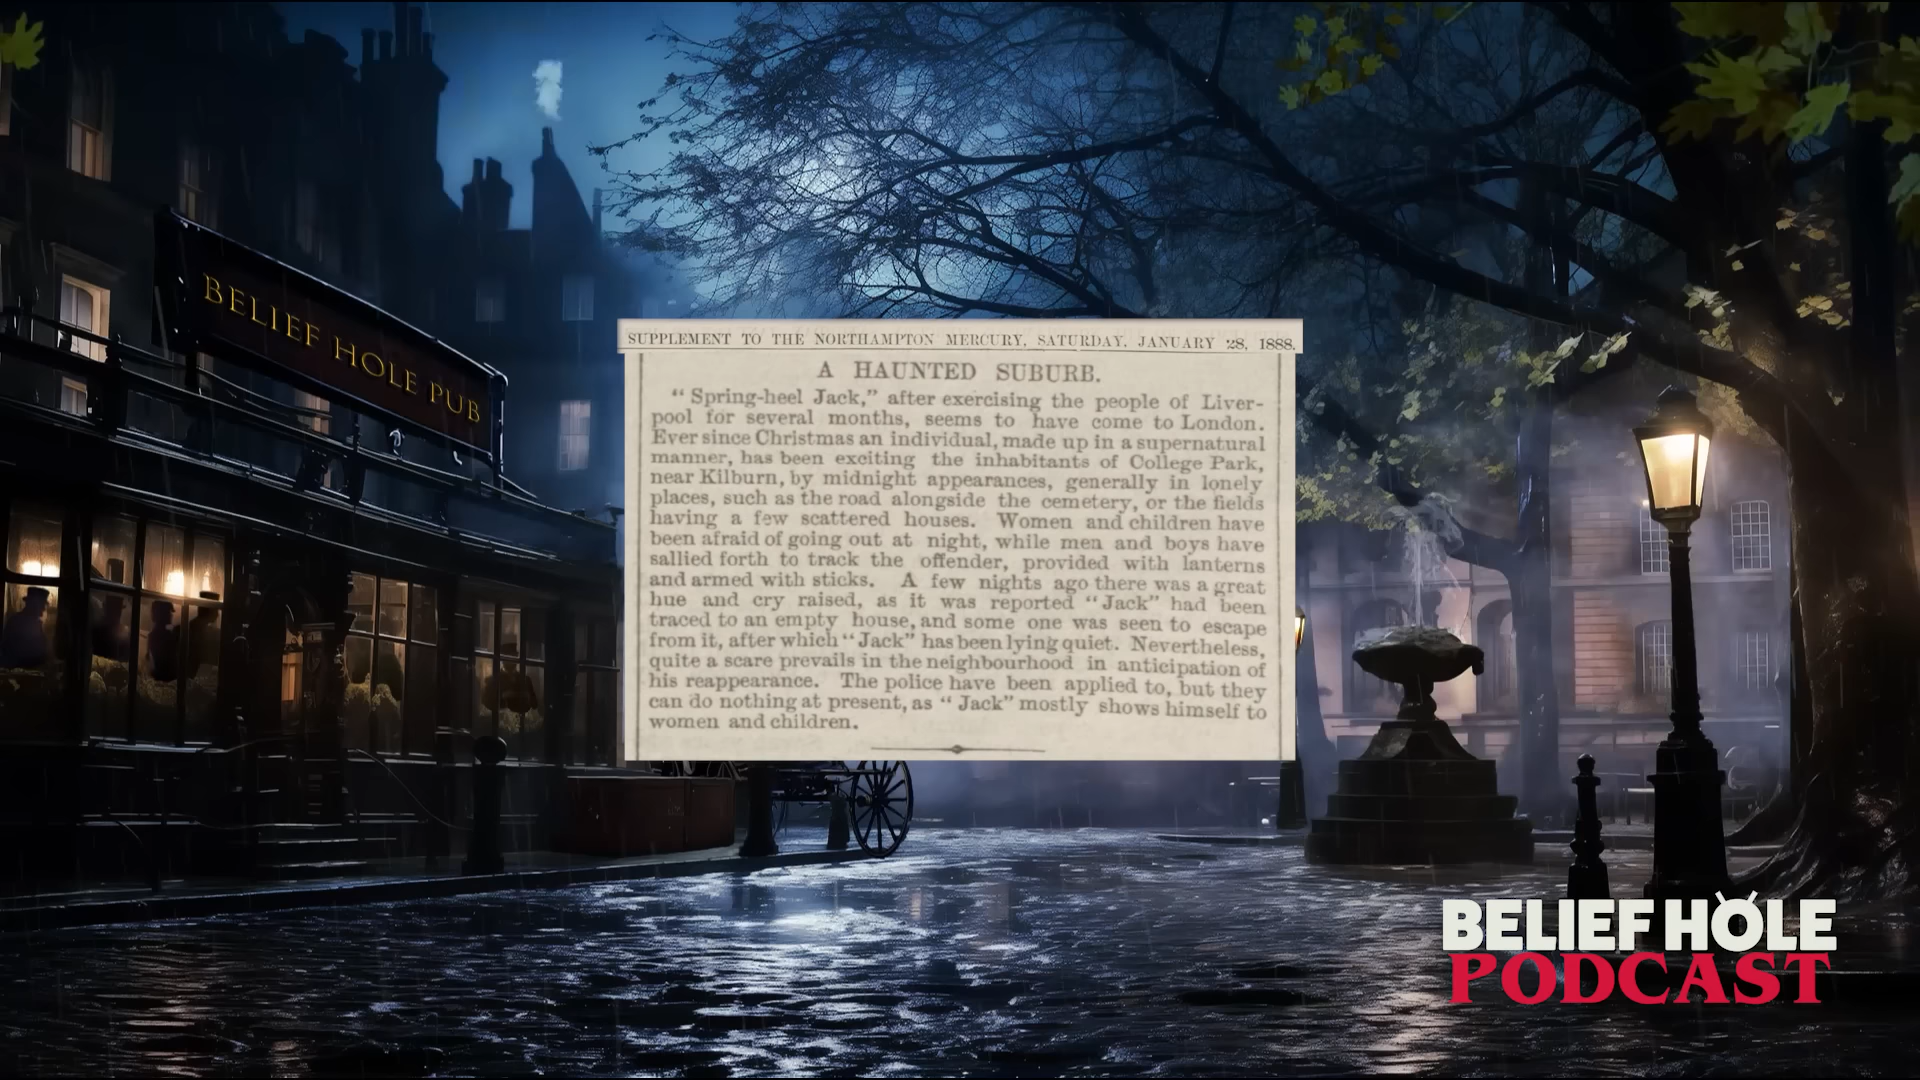 BELIEF HOLE PUB
SUPPLEMENT TO THE NORTHAMPTON MERCURY, SATURDAY, JANUARY 28, 1888.
A HAUNTED SUBURB.
“ Spring-heel Jack,” after exercising the people of Liver-
pool for several months, seems to have come to London.
Ever since Christmas an individual, made up in a supernatural
manner, has been exciting the inhabitants of College Park,
near Kilburn, by midnight appearances, generally in lonely
places, such as the road alongside the cemetery, or the fields
having a few scattered houses. Women and children have
been afraid of going out at night, while men and boys have
sallied forth to track the offender, provided with lanterns
and armed with sticks. A few nights ago there was a great
hue and cry raised, as it was reported “Jack” had been
traced to an empty house, and some one was seen to escape
from it, after which “Jack” has been lying quiet. Nevertheless,
quite a scare prevails in the neighbourhood in anticipation of
his reappearance. The police have been applied to, but they
can do nothing at present, as “ Jack” mostly shows himself to
women and children.
BELIEF HOLE
PODCAST